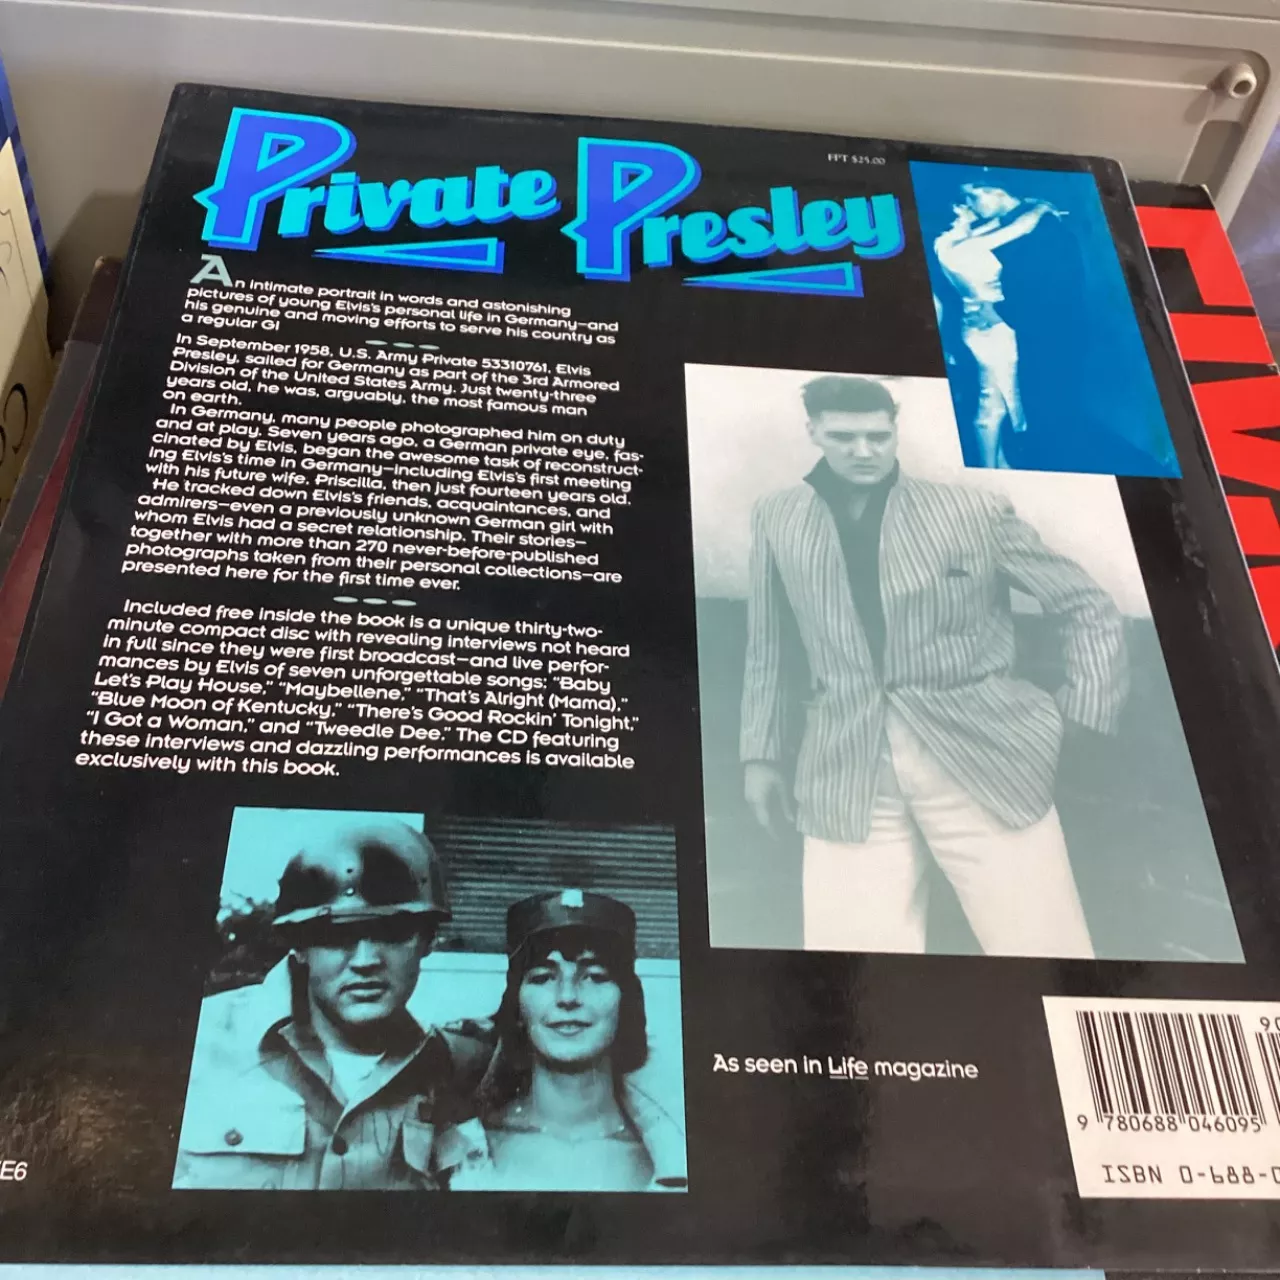 Private Presley
FPT $25.00
An intimate portrait in words and astonishing
pictures of young Elvis's personal life in Germany—and
his genuine and moving efforts to serve his country as
a regular GI
In September 1958, U.S. Army Private 53310761, Elvis
Presley, sailed for Germany as part of the 3rd Armored
Division of the United States Army. Just twenty-three
years old, he was, arguably, the most famous man
on earth.
In Germany, many people photographed him on duty
and at play. Seven years ago, a German private eye, fas-
cinated by Elvis, began the awesome task of reconstruct-
ing Elvis's time in Germany—including Elvis's first meeting
with his future wife, Priscilla, then just fourteen years old.
He tracked down Elvis's friends, acquaintances, and
admirers—even a previously unknown German girl with
whom Elvis had a secret relationship. Their stories—
together with more than 270 never-before-published
photographs taken from their personal collections—are
presented here for the first time ever.
Included free inside the book is a unique thirty-two-
minute compact disc with revealing interviews not heard
in full since they were first broadcast—and live perfor-
mances by Elvis of seven unforgettable songs: "Baby
Let's Play House," "Maybellene," "That's Alright (Mama),"
"Blue Moon of Kentucky," "There's Good Rockin' Tonight,"
"I Got a Woman," and "Tweedle Dee." The CD featuring
these interviews and dazzling performances is available
exclusively with this book.
As seen in Life magazine
90
9 780688 046095
ISBN 0-688-0
E6